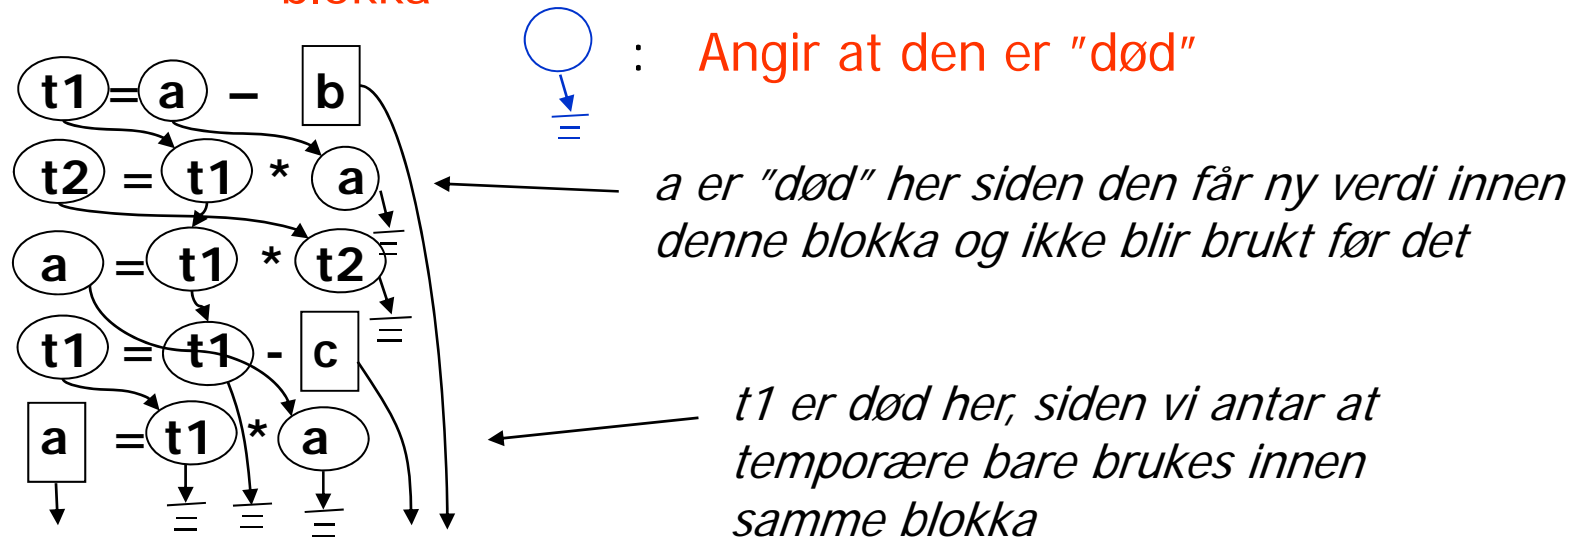 blokka
: Angir at den er "død"
t1 = a – b
t2 = t1 * a
a er "død" her siden den får ny verdi innen
denne blokka og ikke blir brukt før det
a = t1 * t2
t1 = t1 - c
a = t1 * a
t1 er død her, siden vi antar at
temporære bare brukes innen
samme blokka